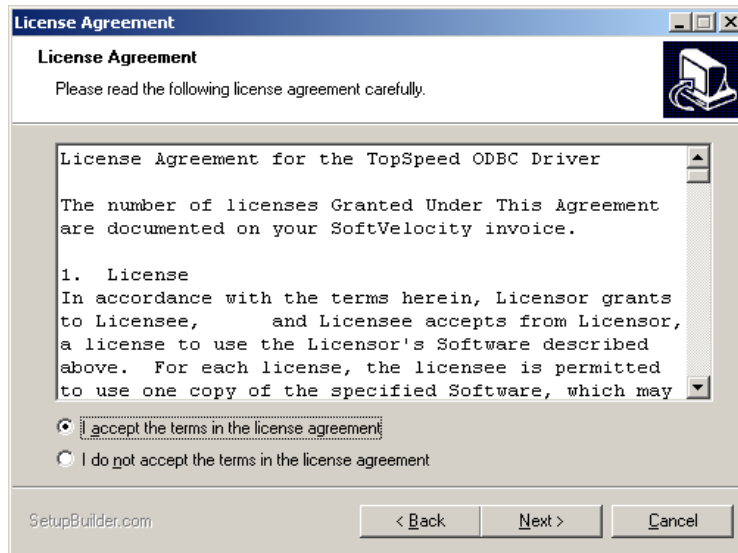 License Agreement
License Agreement
Please read the following license agreement carefully.
License Agreement for the TopSpeed ODBC Driver
The number of licenses Granted Under This Agreement
are documented on your SoftVelocity invoice.
1.  License
In accordance with the terms herein, Licensor grants
to Licensee,      and Licensee accepts from Licensor,
a license to use the Licensor's Software described
above.  For each license, the licensee is permitted
to use one copy of the specified Software, which may
I accept the terms in the license agreement
I do not accept the terms in the license agreement
SetupBuilder.com
< Back
Next >
Cancel